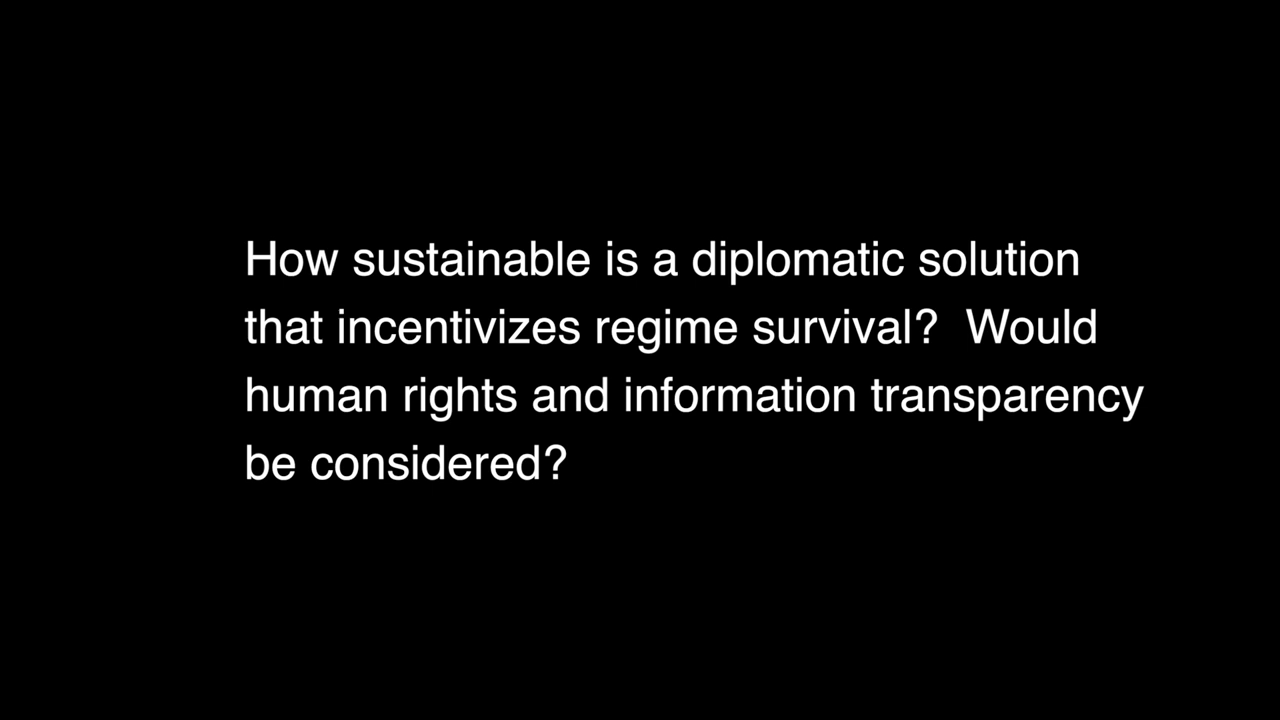 How sustainable is a diplomatic solution
that incentivizes regime survival?  Would
human rights and information transparency
be considered?